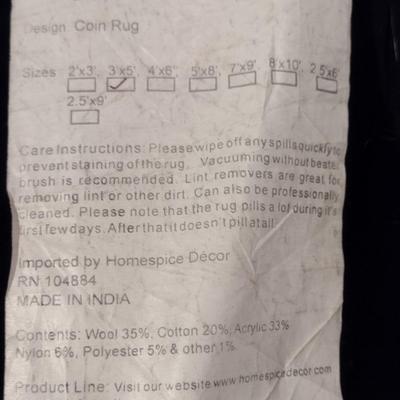 Design: Coin Rug
Sizes 2'x3', 3'x5', 4'x6', 5'x8', 7'x9', 8'x10', 2.5'x6'
2.5'x9'
Care Instructions: Please wipe off any spills quickly to
prevent staining of the rug. Vacuuming without beater
brush is recommended. Lint removers are great for
removing lint or other dirt. Can also be professionally
cleaned. Please note that the rug pills a lot during it's
first few days. After that it doesn't pill at all.
Imported by Homespice Décor
RN 104884
MADE IN INDIA
Contents: Wool 35%, Cotton 20%, Acrylic 33%
Nylon 6%, Polyester 5% & other 1%
Product Line: Visit our website www.homespicedecor.com